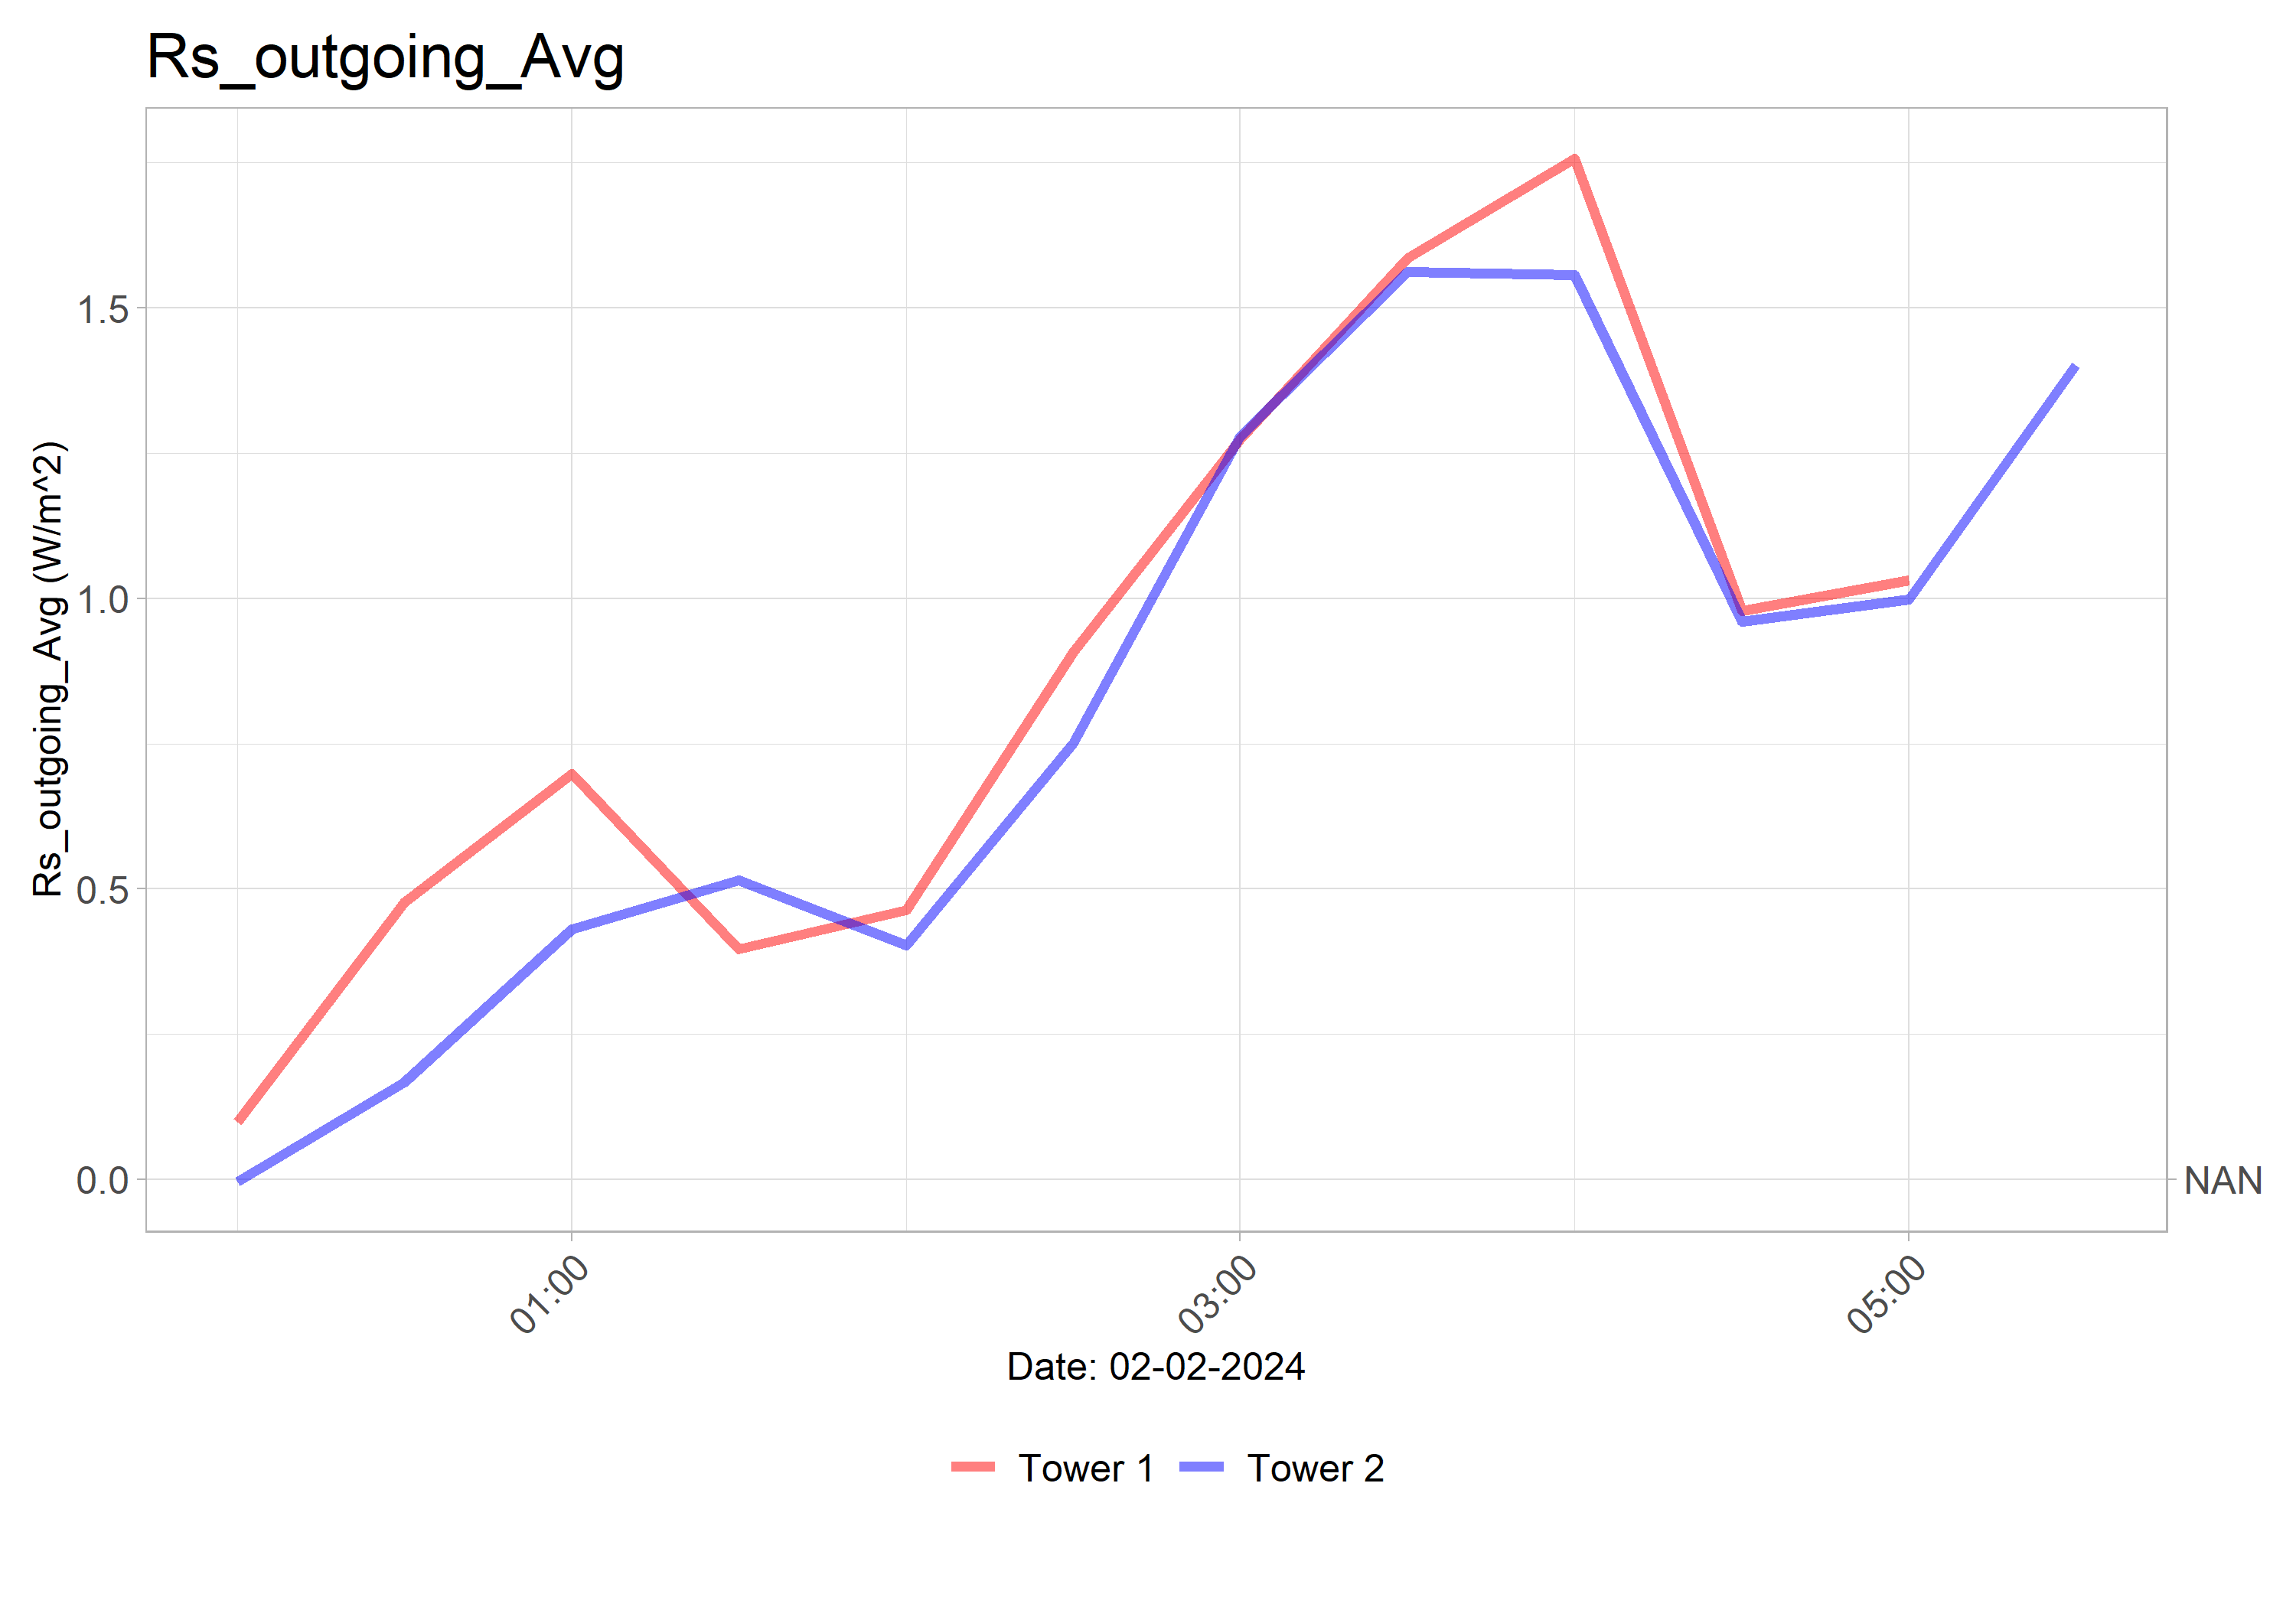 Rs_outgoing_Avg
Rs_outgoing_Avg (W/m^2)
1.5
1.0
0.5
0.0
NAN
01:00
03:00
05:00
Date: 02-02-2024
Tower 1
Tower 2